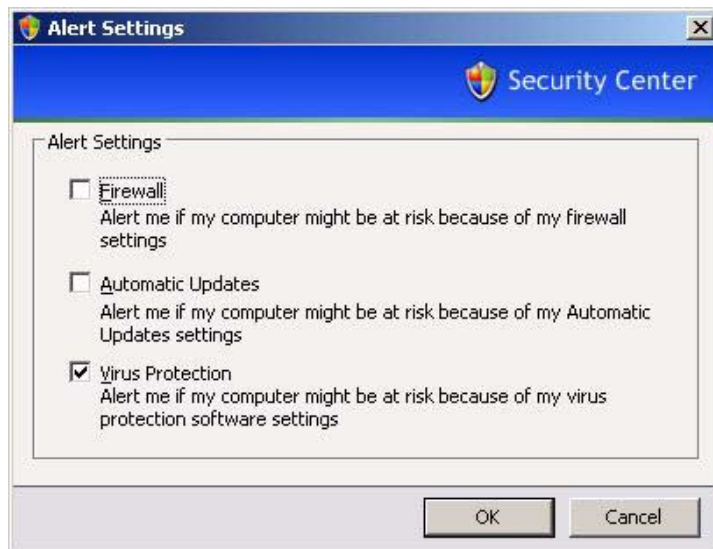 Alert Settings
Security Center
Alert Settings
Firewall
Alert me if my computer might be at risk because of my firewall
settings
Automatic Updates
Alert me if my computer might be at risk because of my Automatic
Updates settings
Virus Protection
Alert me if my computer might be at risk because of my virus
protection software settings
OK
Cancel